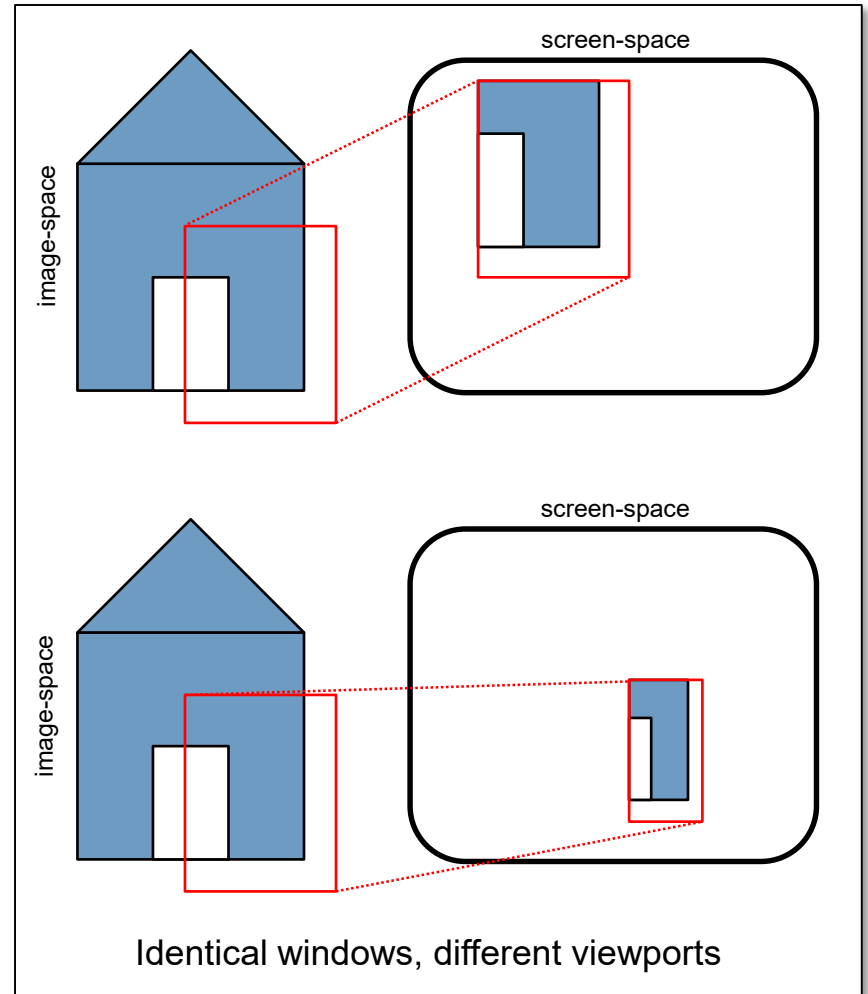 screen-space
image-space
screen-space
image-space
Identical windows, different viewports